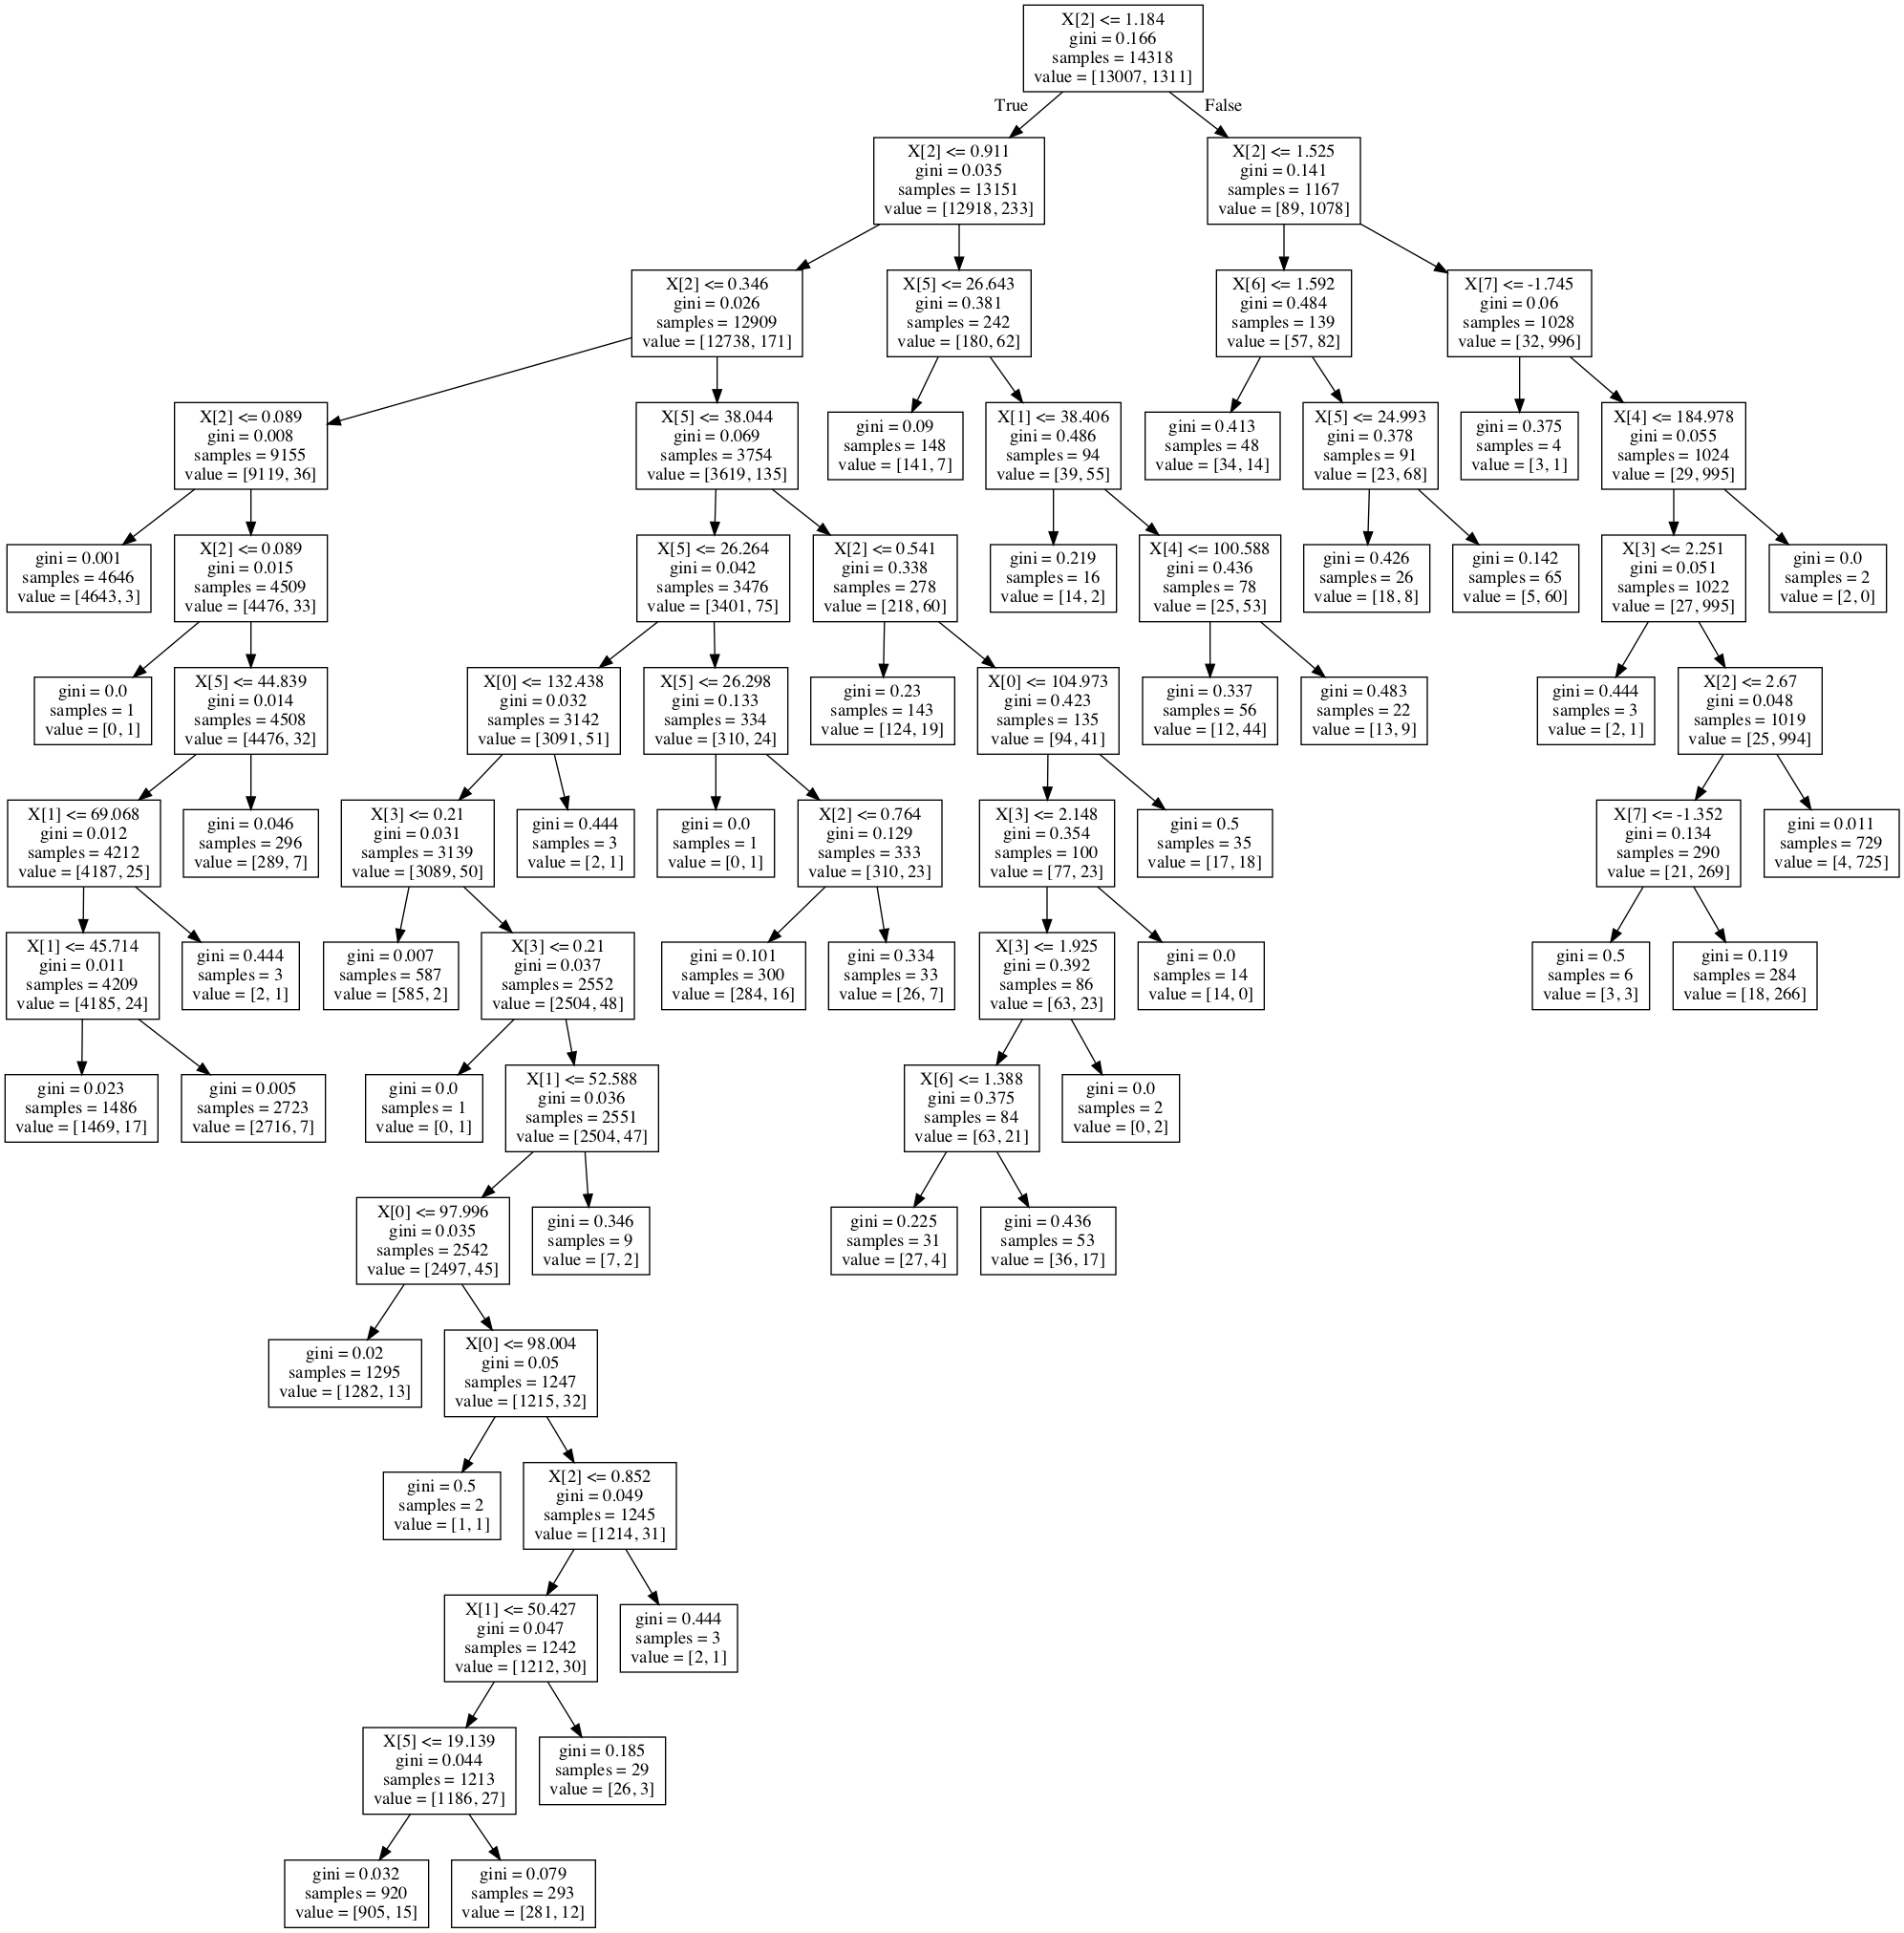 X[2] <= 1.184
gini = 0.166
samples = 14318
value = [13007, 1311]
True
False
X[2] <= 0.911
gini = 0.035
samples = 13151
value = [12918, 233]
X[2] <= 1.525
gini = 0.141
samples = 1167
value = [89, 1078]
X[2] <= 0.346
gini = 0.026
samples = 12909
value = [12738, 171]
X[5] <= 26.643
gini = 0.381
samples = 242
value = [180, 62]
X[6] <= 1.592
gini = 0.484
samples = 139
value = [57, 82]
X[7] <= -1.745
gini = 0.06
samples = 1028
value = [32, 996]
X[2] <= 0.089
gini = 0.008
samples = 9155
value = [9119, 36]
X[5] <= 38.044
gini = 0.069
samples = 3754
value = [3619, 135]
gini = 0.09
samples = 148
value = [141, 7]
X[1] <= 38.406
gini = 0.486
samples = 94
value = [39, 55]
gini = 0.413
samples = 48
value = [34, 14]
X[5] <= 24.993
gini = 0.378
samples = 91
value = [23, 68]
gini = 0.375
samples = 4
value = [3, 1]
X[4] <= 184.978
gini = 0.055
samples = 1024
value = [29, 995]
gini = 0.001
samples = 4646
value = [4643, 3]
X[2] <= 0.089
gini = 0.015
samples = 4509
value = [4476, 33]
X[5] <= 26.264
gini = 0.042
samples = 3476
value = [3401, 75]
X[2] <= 0.541
gini = 0.338
samples = 278
value = [218, 60]
gini = 0.219
samples = 16
value = [14, 2]
X[4] <= 100.588
gini = 0.436
samples = 78
value = [25, 53]
gini = 0.426
samples = 26
value = [18, 8]
gini = 0.142
samples = 65
value = [5, 60]
X[3] <= 2.251
gini = 0.051
samples = 1022
value = [27, 995]
gini = 0.0
samples = 2
value = [2, 0]
gini = 0.0
samples = 1
value = [0, 1]
X[5] <= 44.839
gini = 0.014
samples = 4508
value = [4476, 32]
X[0] <= 132.438
gini = 0.032
samples = 3142
value = [3091, 51]
X[5] <= 26.298
gini = 0.133
samples = 334
value = [310, 24]
gini = 0.23
samples = 143
value = [124, 19]
X[0] <= 104.973
gini = 0.423
samples = 135
value = [94, 41]
gini = 0.337
samples = 56
value = [12, 44]
gini = 0.483
samples = 22
value = [13, 9]
gini = 0.444
samples = 3
value = [2, 1]
X[2] <= 2.67
gini = 0.048
samples = 1019
value = [25, 994]
X[1] <= 69.068
gini = 0.012
samples = 4212
value = [4187, 25]
gini = 0.046
samples = 296
value = [289, 7]
X[3] <= 0.21
gini = 0.031
samples = 3139
value = [3089, 50]
gini = 0.444
samples = 3
value = [2, 1]
gini = 0.0
samples = 1
value = [0, 1]
X[2] <= 0.764
gini = 0.129
samples = 333
value = [310, 23]
X[3] <= 2.148
gini = 0.354
samples = 100
value = [77, 23]
gini = 0.5
samples = 35
value = [17, 18]
X[7] <= -1.352
gini = 0.134
samples = 290
value = [21, 269]
gini = 0.011
samples = 729
value = [4, 725]
X[1] <= 45.714
gini = 0.011
samples = 4209
value = [4185, 24]
gini = 0.444
samples = 3
value = [2, 1]
gini = 0.007
samples = 587
value = [585, 2]
X[3] <= 0.21
gini = 0.037
samples = 2552
value = [2504, 48]
gini = 0.101
samples = 300
value = [284, 16]
gini = 0.334
samples = 33
value = [26, 7]
X[3] <= 1.925
gini = 0.392
samples = 86
value = [63, 23]
gini = 0.0
samples = 14
value = [14, 0]
gini = 0.5
samples = 6
value = [3, 3]
gini = 0.119
samples = 284
value = [18, 266]
gini = 0.023
samples = 1486
value = [1469, 17]
gini = 0.005
samples = 2723
value = [2716, 7]
gini = 0.0
samples = 1
value = [0, 1]
X[1] <= 52.588
gini = 0.036
samples = 2551
value = [2504, 47]
X[6] <= 1.388
gini = 0.375
samples = 84
value = [63, 21]
gini = 0.0
samples = 2
value = [0, 2]
X[0] <= 97.996
gini = 0.035
samples = 2542
value = [2497, 45]
gini = 0.346
samples = 9
value = [7, 2]
gini = 0.225
samples = 31
value = [27, 4]
gini = 0.436
samples = 53
value = [36, 17]
gini = 0.02
samples = 1295
value = [1282, 13]
X[0] <= 98.004
gini = 0.05
samples = 1247
value = [1215, 32]
gini = 0.5
samples = 2
value = [1, 1]
X[2] <= 0.852
gini = 0.049
samples = 1245
value = [1214, 31]
X[1] <= 50.427
gini = 0.047
samples = 1242
value = [1212, 30]
gini = 0.444
samples = 3
value = [2, 1]
X[5] <= 19.139
gini = 0.044
samples = 1213
value = [1186, 27]
gini = 0.185
samples = 29
value = [26, 3]
gini = 0.032
samples = 920
value = [905, 15]
gini = 0.079
samples = 293
value = [281, 12]